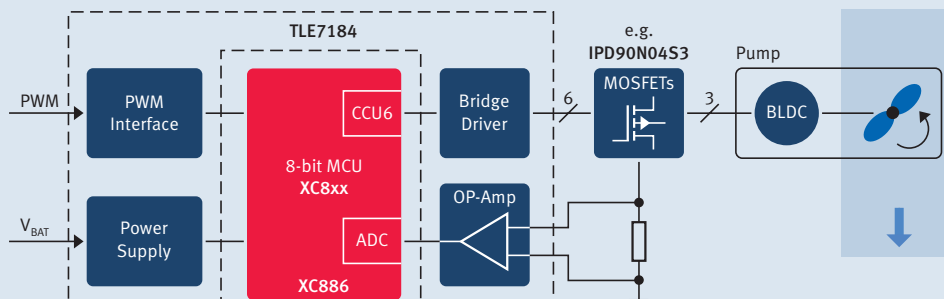 TLE7184
e.g.
IPD90N04S3
MOSFETs
Pump
PWM
PWM
Interface
CCU6
Bridge
Driver
6
3
BLDC
8-bit MCU
XC8xx
OP-Amp
VBAT
Power
Supply
ADC
XC886